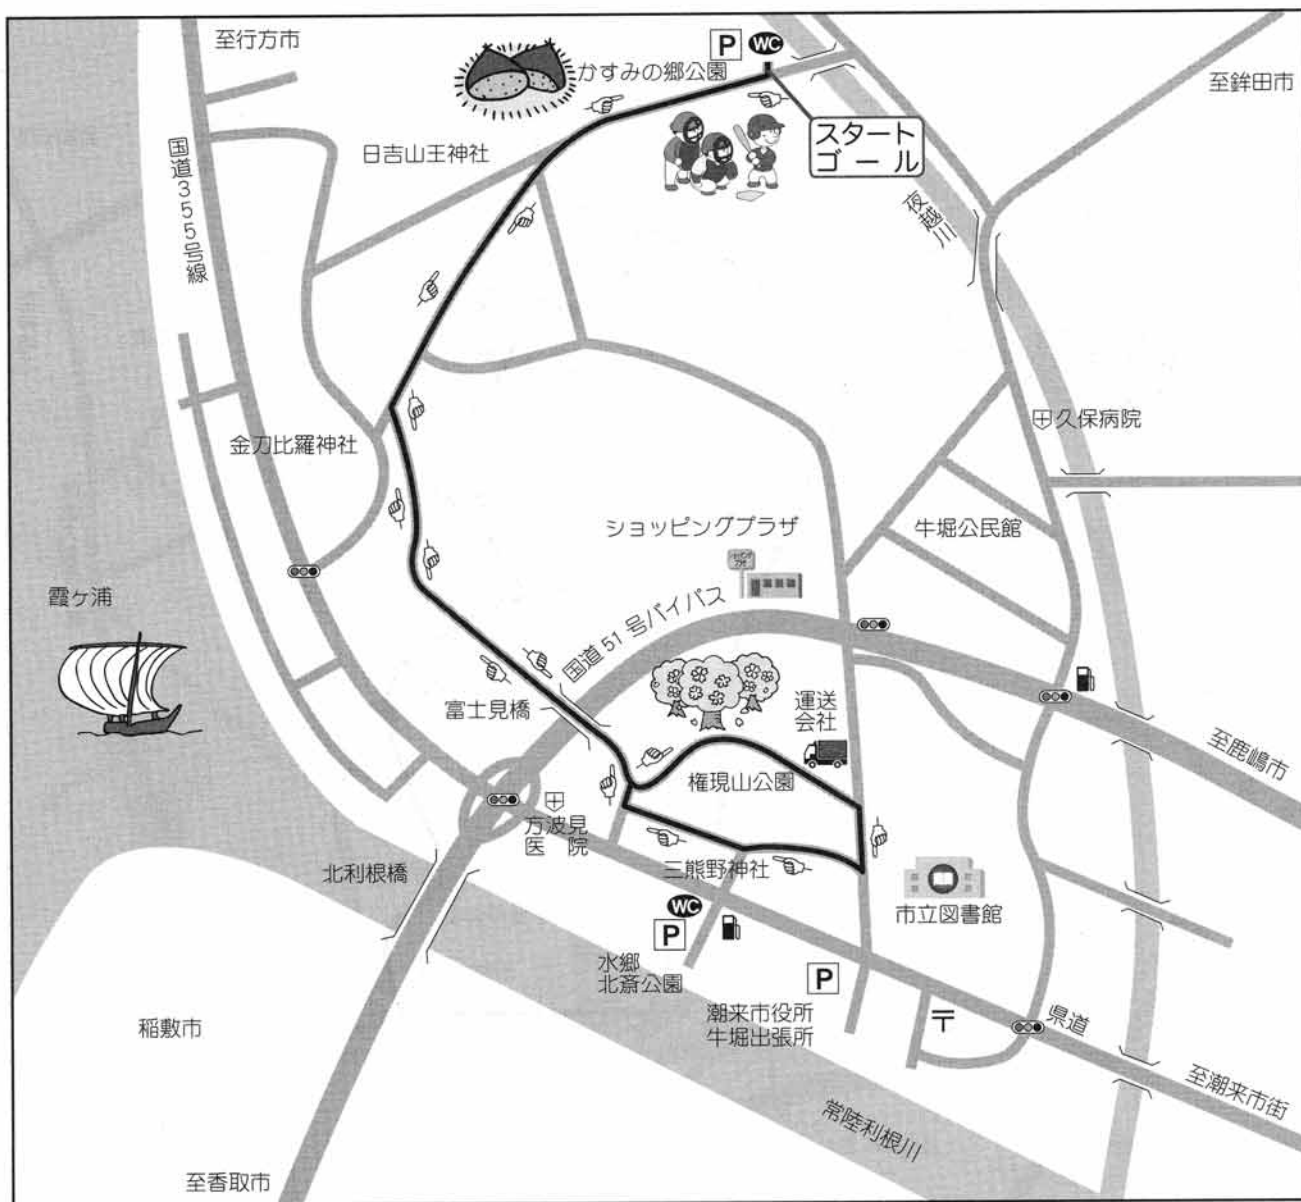 至行方市
P
WC
かすみの郷公園
至鉾田市
スタート
ゴール
日吉山王神社
国道355号線
夜越川
久保病院
金刀比羅神社
ショッピングプラザ
牛堀公民館
霞ヶ浦
国道51号バイパス
富士見橋
運送
会社
至鹿嶋市
権現山公園
方波見
医院
三熊野神社
北利根橋
市立図書館
WC
P
水郷
北斎公園
P
潮来市役所
牛堀出張所
〒
県道
稲敷市
至潮来市街
常陸利根川
至香取市